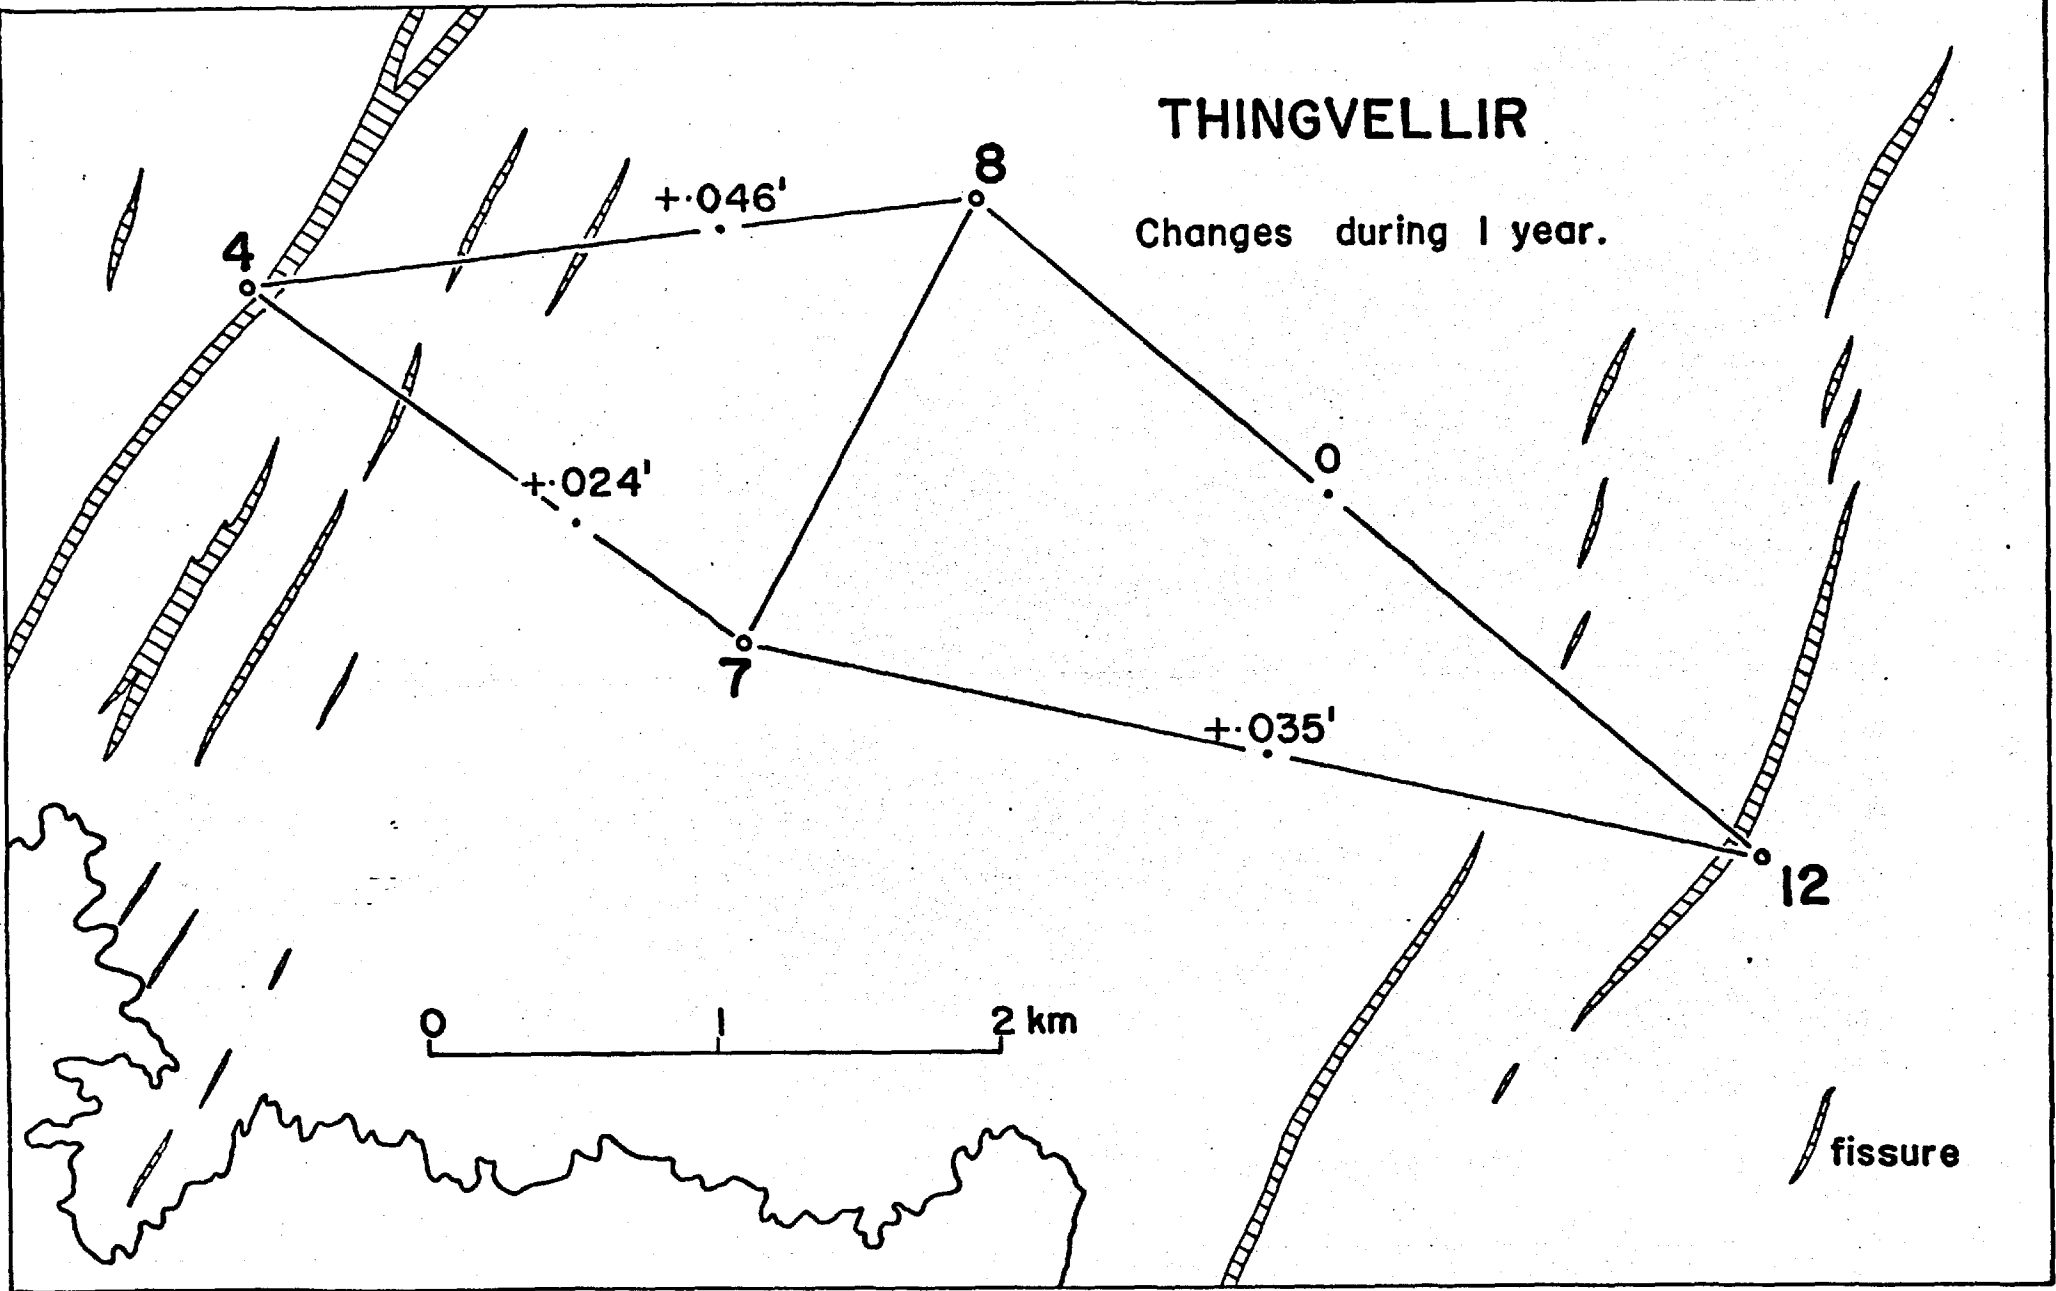 THINGVELLIR
8
+.046'
Changes during 1 year.
4
0
+.024'
7
+.035'
12
0 1 2 km
fissure